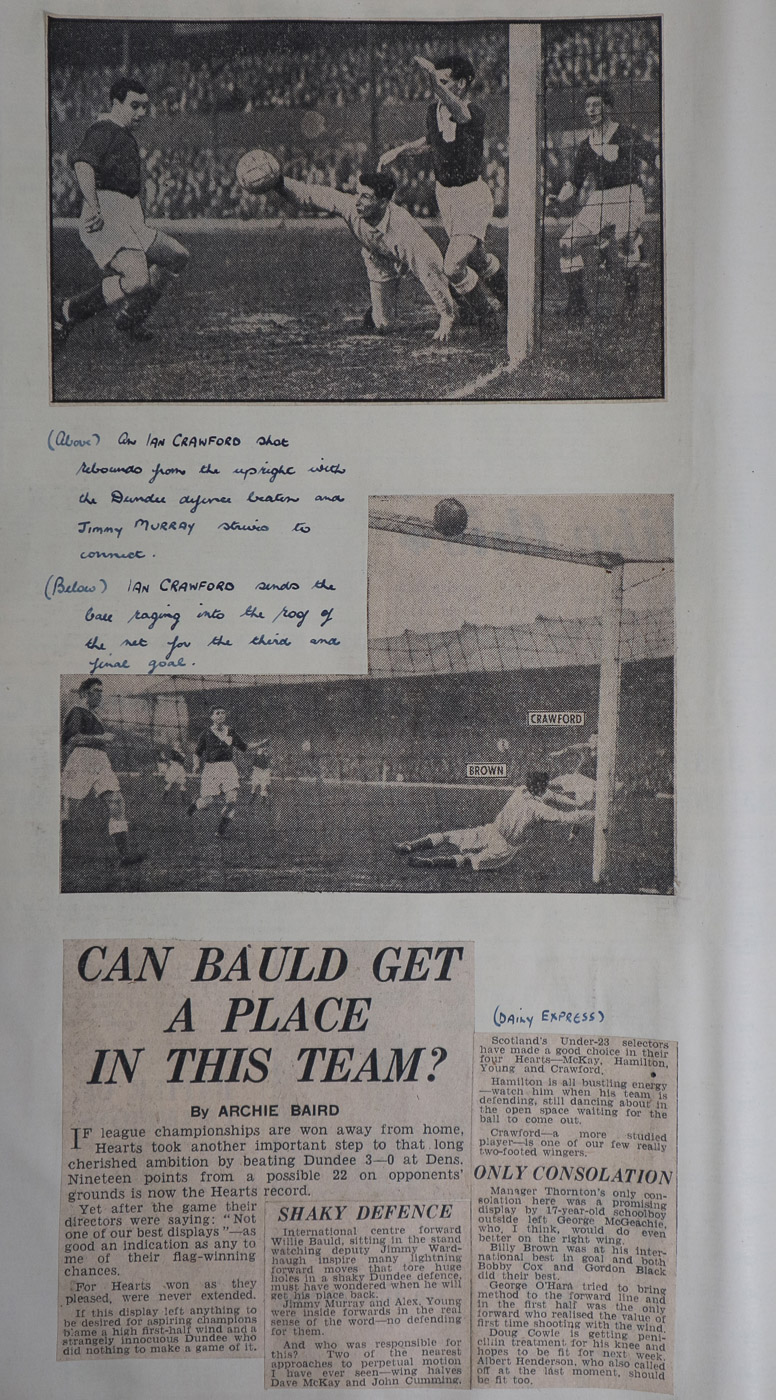 (Above) An IAN CRAWFORD shot
rebounds from the upright with
the Dundee defence beaten and
Jimmy MURRAY strives to
connect.
(Below) IAN CRAWFORD sends the
ball raging into the roof of
the net for the third and
final goal.
CRAWFORD
BROWN
CAN BAULD GET
A PLACE
IN THIS TEAM?
By ARCHIE BAIRD
IF league championships are won away from home,
Hearts took another important step to that long
cherished ambition by beating Dundee 3—0 at Dens.
Nineteen points from a possible 22 on opponents'
grounds is now the Hearts record.
Yet after the game their
directors were saying: "Not
one of our best displays"—as
good an indication as any to
me of their flag-winning
chances.
For Hearts won as they
pleased, were never extended.
If this display left anything to
be desired for aspiring champions
blame a high first-half wind and a
strangely innocuous Dundee who
did nothing to make a game of it.
SHAKY DEFENCE
International centre forward
Willie Bauld, sitting in the stand
watching deputy Jimmy Ward-
haugh inspire many lightning
forward moves that tore huge
holes in a shaky Dundee defence,
must have wondered when he will
get his place back.
Jimmy Murray and Alex. Young
were inside forwards in the real
sense of the word—no defending
for them.
And who was responsible for
this? Two of the nearest
approaches to perpetual motion
I have ever seen—wing halves
Dave McKay and John Cumming.
(DAILY EXPRESS)
Scotland's Under-23 selectors
have made a good choice in their
four Hearts—McKay, Hamilton,
Young and Crawford.
Hamilton is all bustling energy
—watch him when his team is
defending, still dancing about in
the open space waiting for the
ball to come out.
Crawford—a more studied
player—is one of our few really
two-footed wingers.
ONLY CONSOLATION
Manager Thornton's only con-
solation here was a promising
display by 17-year-old schoolboy
outside left George McGeachie,
who, I think, would do even
better on the right wing.
Billy Brown was at his inter-
national best in goal and both
Bobby Cox and Gordon Black
did their best.
George O'Hara tried to bring
method to the forward line and
in the first half was the only
forward who realised the value of
first time shooting with the wind.
Doug Cowie is getting peni-
cillin treatment for his knee and
hopes to be fit for next week.
Albert Henderson, who also called
off at the last moment, should
be fit too.